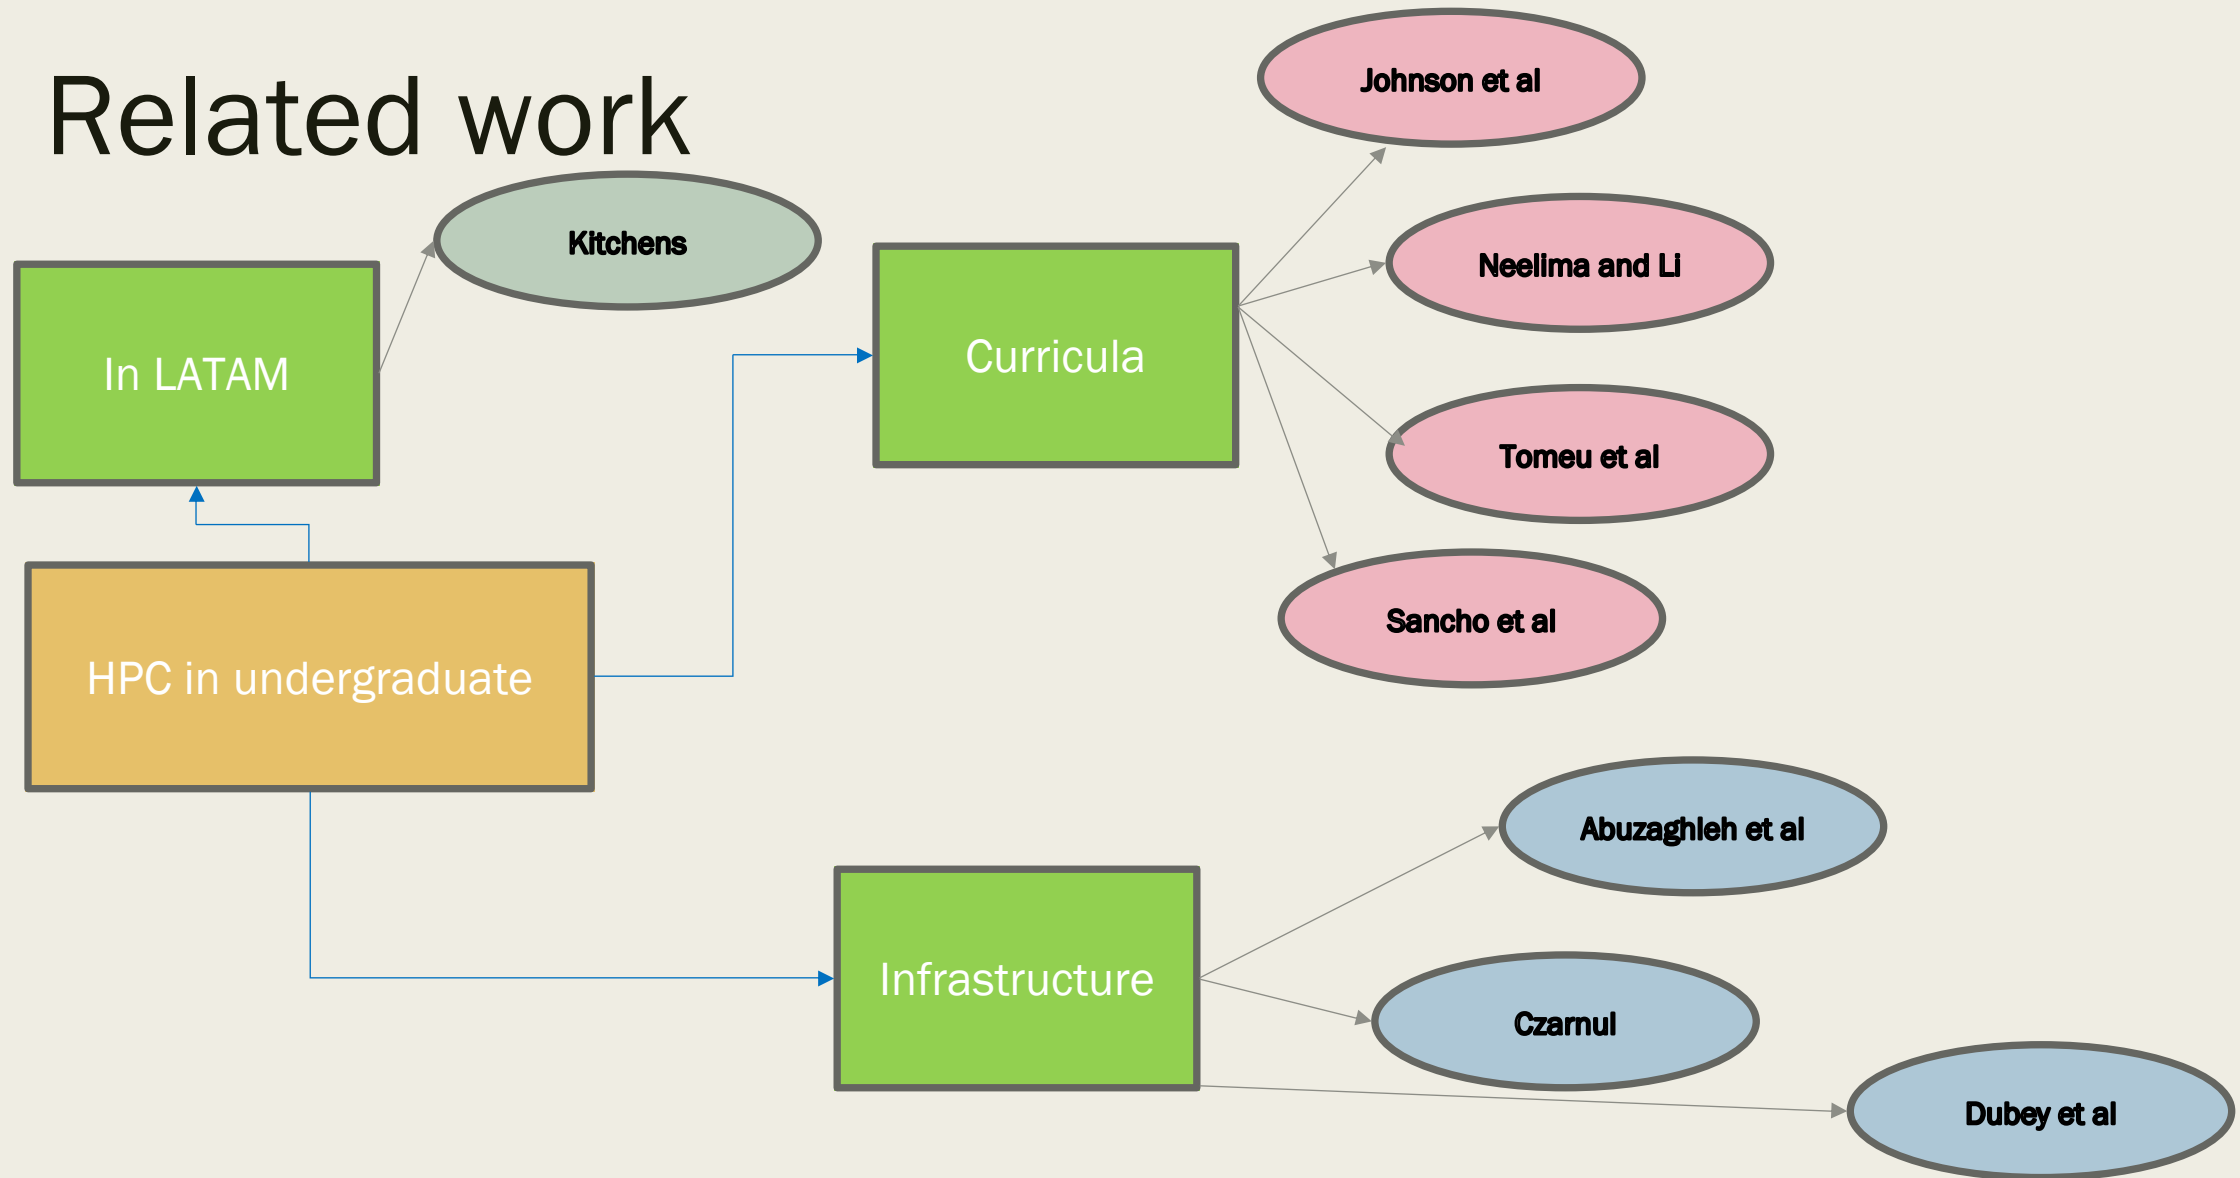 Related work
Johnson et al
Kitchens
Neelima and Li
In LATAM
Curricula
Tomeu et al
Sancho et al
HPC in undergraduate
Abuzaghleh et al
Infrastructure
Czarnul
Dubey et al